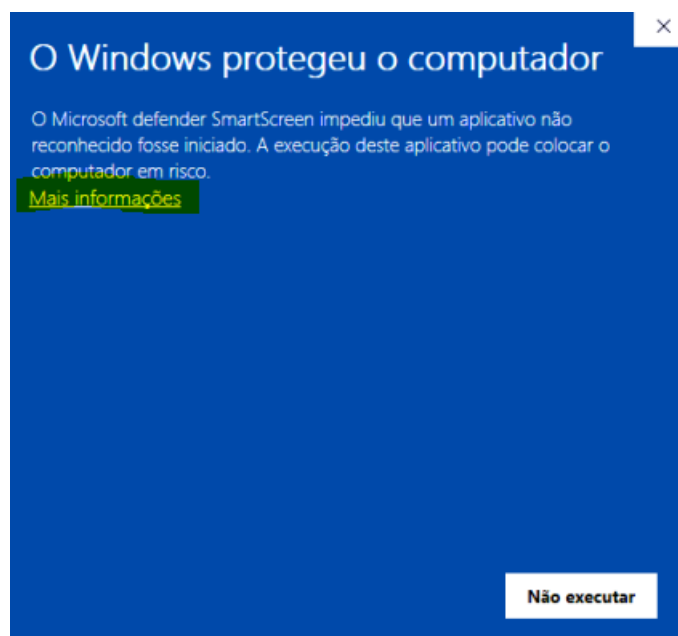 O Windows protegeu o computador
O Microsoft defender SmartScreen impediu que um aplicativo não
reconhecido fosse iniciado. A execução deste aplicativo pode colocar o
computador em risco.
Mais informações
Não executar